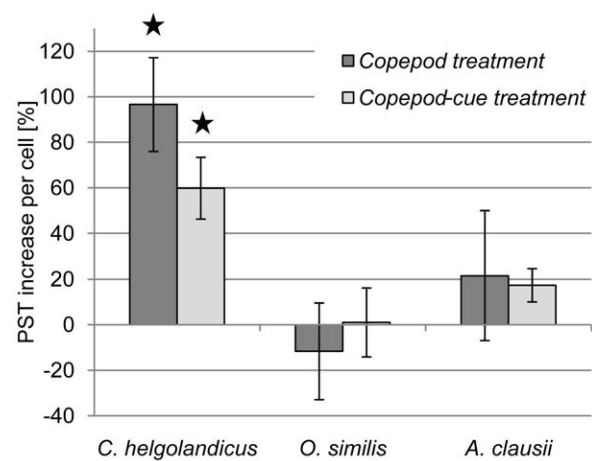 PST increase per cell [%]
120
100
80
60
40
20
0
-20
-40
Copepod treatment
Copepod-cue treatment
C. helgolandicus
O. similis
A. clausii